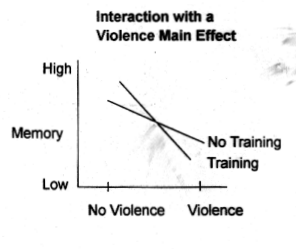 Interaction with a
Violence Main Effect
High
Memory
No Training
Training
Low
No Violence
Violence